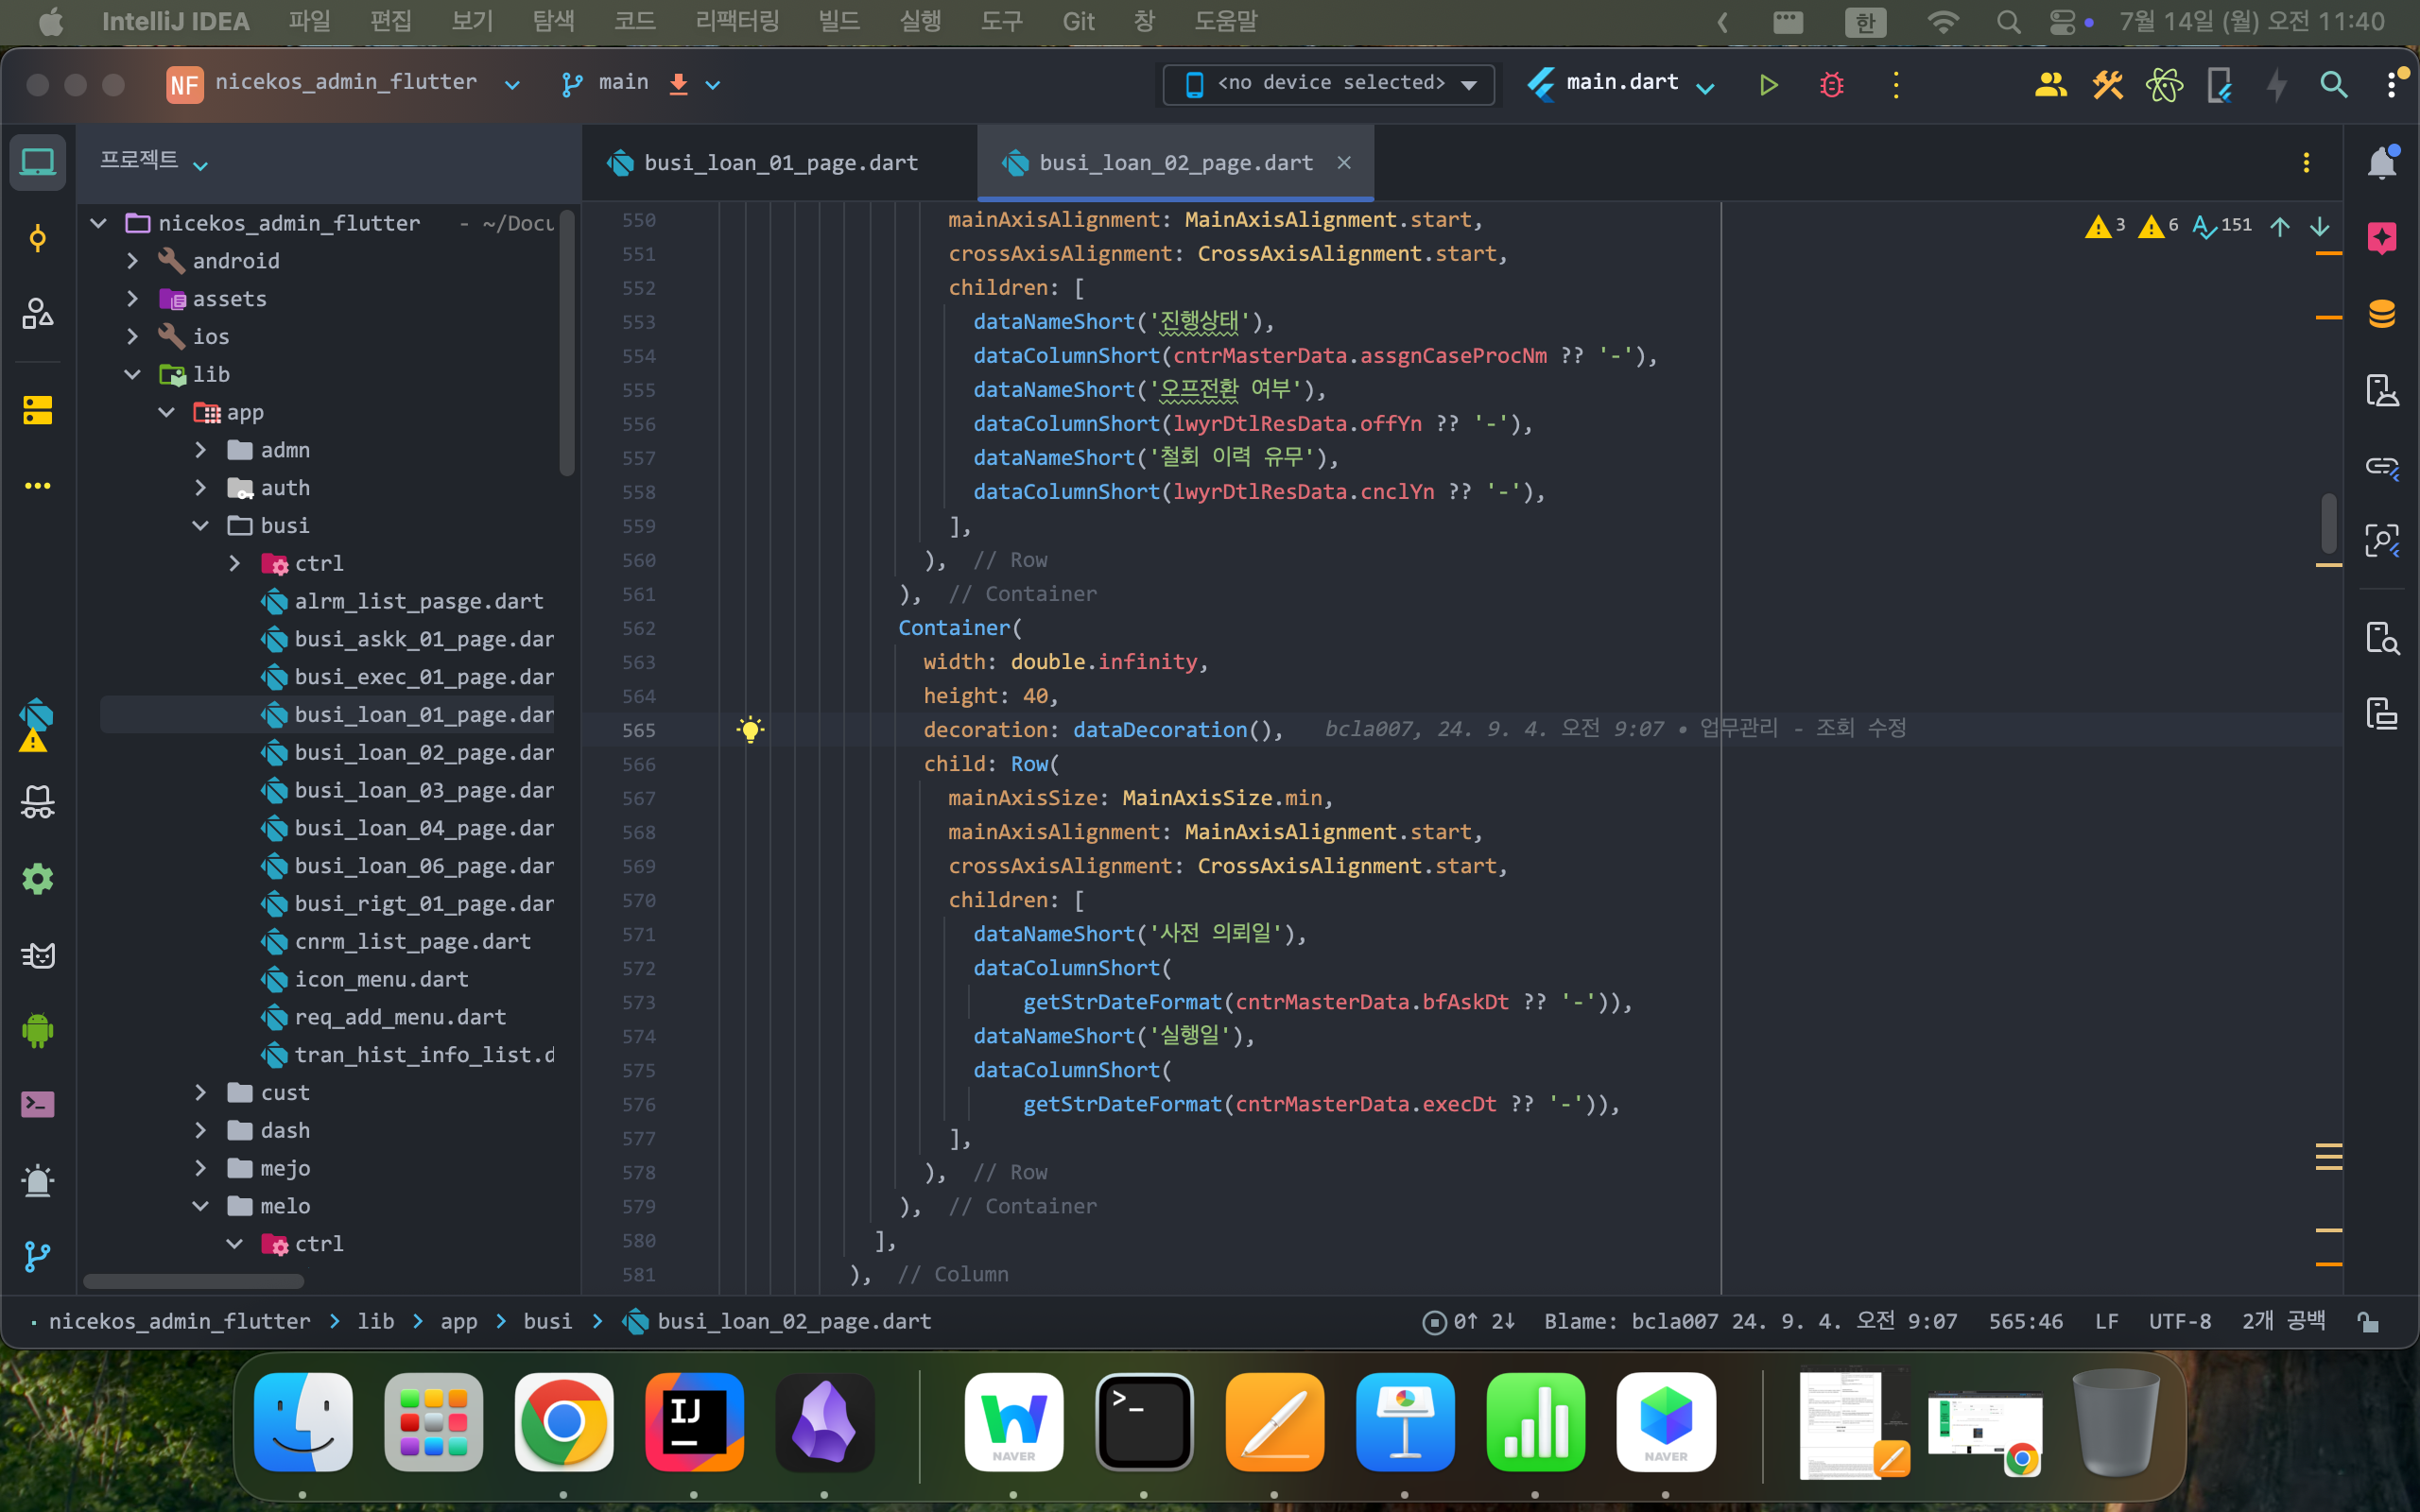 IntelliJ IDEA 파일 편집 보기 탐색 코드 리팩터링 빌드 실행 도구 Git 창 도움말 한 7월 14일 (월) 오전 11:40
NF nicekos_admin_flutter main <no device selected> main.dart
프로젝트
busi_loan_01_page.dart busi_loan_02_page.dart
3 6 151
nicekos_admin_flutter - ~/Docu
android
assets
ios
lib
app
admn
auth
busi
ctrl
alrm_list_pasge.dart
busi_askk_01_page.dar
busi_exec_01_page.dar
busi_loan_01_page.dar
busi_loan_02_page.dar
busi_loan_03_page.dar
busi_loan_04_page.dar
busi_loan_06_page.dar
busi_rigt_01_page.dar
cnrm_list_page.dart
icon_menu.dart
req_add_menu.dart
tran_hist_info_list.d
cust
dash
mejo
melo
ctrl
550 mainAxisAlignment: MainAxisAlignment.start,
551 crossAxisAlignment: CrossAxisAlignment.start,
552 children: [
553 dataNameShort('진행상태'),
554 dataColumnShort(cntrMasterData.assgnCaseProcNm ?? '-'),
555 dataNameShort('오프전환 여부'),
556 dataColumnShort(lwyrDtlResData.offYn ?? '-'),
557 dataNameShort('철회 이력 유무'),
558 dataColumnShort(lwyrDtlResData.cnclYn ?? '-'),
559 ],
560 ), // Row
561 ), // Container
562 Container(
563 width: double.infinity,
564 height: 40,
565 decoration: dataDecoration(), bcla007, 24. 9. 4. 오전 9:07 • 업무관리 - 조회 수정
566 child: Row(
567 mainAxisSize: MainAxisSize.min,
568 mainAxisAlignment: MainAxisAlignment.start,
569 crossAxisAlignment: CrossAxisAlignment.start,
570 children: [
571 dataNameShort('사전 의뢰일'),
572 dataColumnShort(
573 getStrDateFormat(cntrMasterData.bfAskDt ?? '-')),
574 dataNameShort('실행일'),
575 dataColumnShort(
576 getStrDateFormat(cntrMasterData.execDt ?? '-')),
577 ],
578 ), // Row
579 ), // Container
580 ],
581 ), // Column
nicekos_admin_flutter > lib > app > busi > busi_loan_02_page.dart 0↑ 2↓ Blame: bcla007 24. 9. 4. 오전 9:07 565:46 LF UTF-8 2개 공백
IJ
W NAVER
>_
NAVER